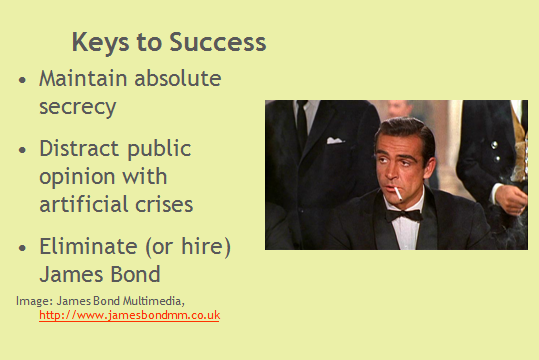 Keys to Success
• Maintain absolute
secrecy
• Distract public
opinion with
artificial crises
• Eliminate (or hire)
James Bond
Image: James Bond Multimedia,
http://www.jamesbondmm.co.uk